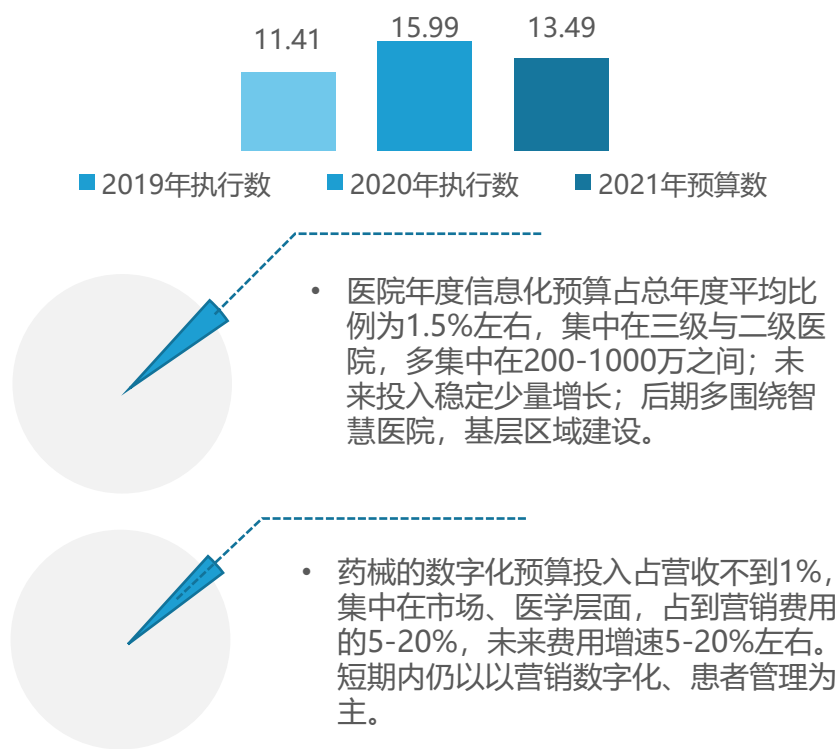 11.41 15.99 13.49
2019年执行数 2020年执行数 2021年预算数
• 医院年度信息化预算占总年度平均比
例为1.5%左右，集中在三级与二级医
院，多集中在200-1000万之间；未
来投入稳定少量增长；后期多围绕智
慧医院，基层区域建设。
• 药械的数字化预算投入占营收不到1%，
集中在市场、医学层面，占到营销费用
的5-20%，未来费用增速5-20%左右。
短期内仍以以营销数字化、患者管理为
主。